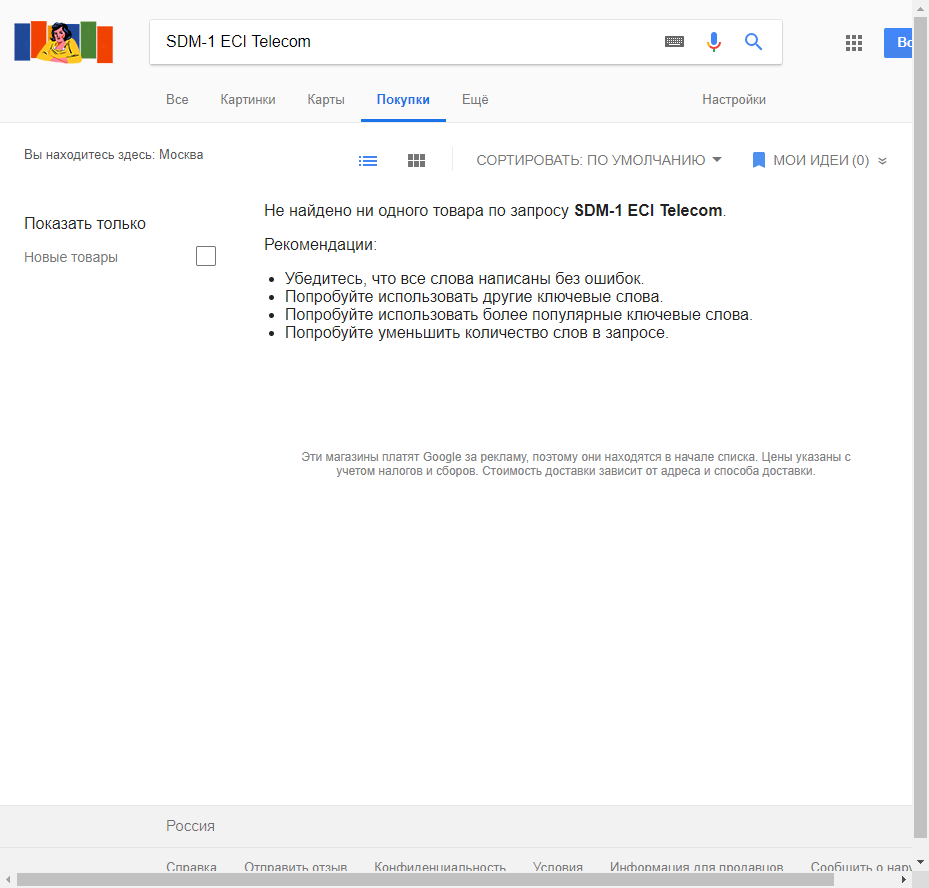 SDM-1 ECI Telecom
Все Картинки Карты Покупки Ещё Настройки
Вы находитесь здесь: Москва
СОРТИРОВАТЬ: ПО УМОЛЧАНИЮ МОИ ИДЕИ (0)
Показать только
Новые товары
Не найдено ни одного товара по запросу SDM-1 ECI Telecom.
Рекомендации:
Убедитесь, что все слова написаны без ошибок.
Попробуйте использовать другие ключевые слова.
Попробуйте использовать более популярные ключевые слова.
Попробуйте уменьшить количество слов в запросе.
Эти магазины платят Google за рекламу, поэтому они находятся в начале списка. Цены указаны с
учетом налогов и сборов. Стоимость доставки зависит от адреса и способа доставки.
Россия
Справка Отправить отзыв Конфиденциальность Условия Информация для продавцов Сообщить о нару